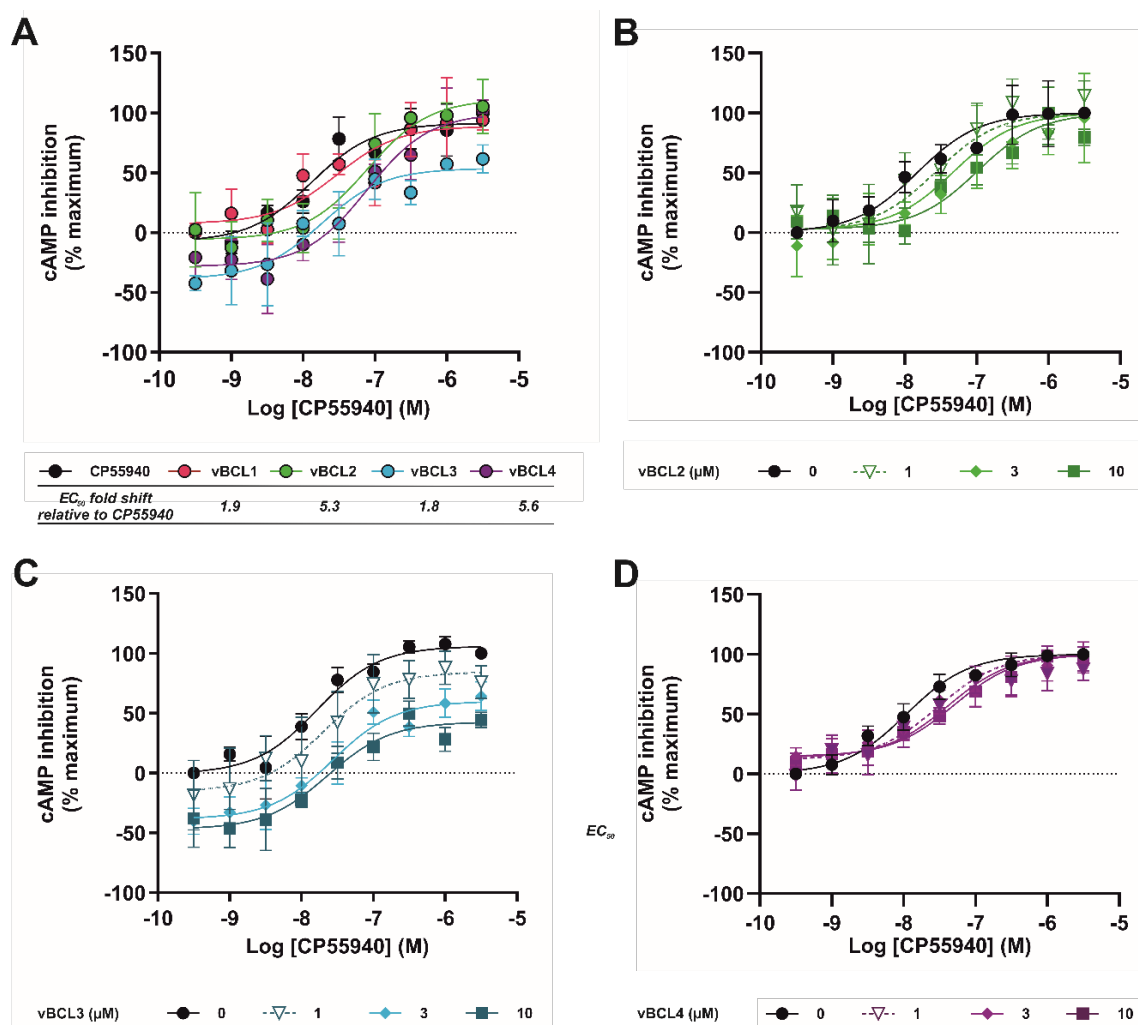 A
cAMP inhibition
(% maximum)
150
100
50
0
-50
-100
-10
-9
-8
-7
-6
-5
Log [CP55940] (M)
CP55940 vBCL1 vBCL2 vBCL3 vBCL4
EC₅₀ fold shift
relative to CP55940
1.9 5.3 1.8 5.6
B
cAMP inhibition
(% maximum)
150
100
50
0
-50
-100
-10
-9
-8
-7
-6
-5
Log [CP55940] (M)
vBCL2 (µM) 0 1 3 10
C
cAMP inhibition
(% maximum)
150
100
50
0
-50
-100
-10
-9
-8
-7
-6
-5
Log [CP55940] (M)
vBCL3 (µM) 0 1 3 10
D
EC₅₀
cAMP inhibition
(% maximum)
150
100
50
0
-50
-100
-10
-9
-8
-7
-6
-5
Log [CP55940] (M)
vBCL4 (µM) 0 1 3 10